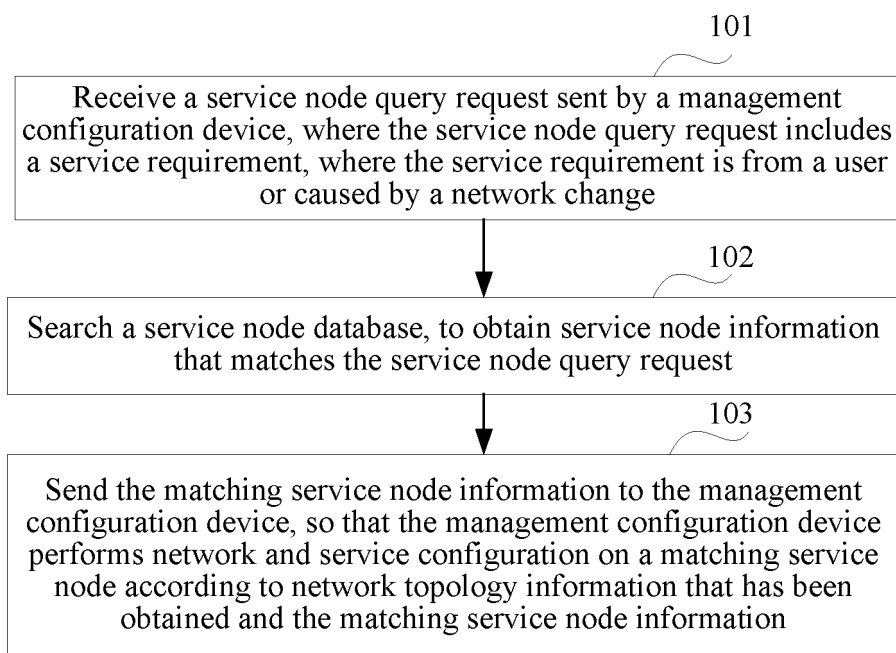 101
Receive a service node query request sent by a management
configuration device, where the service node query request includes
a service requirement, where the service requirement is from a user
or caused by a network change
102
Search a service node database, to obtain service node information
that matches the service node query request
103
Send the matching service node information to the management
configuration device, so that the management configuration device
performs network and service configuration on a matching service
node according to network topology information that has been
obtained and the matching service node information